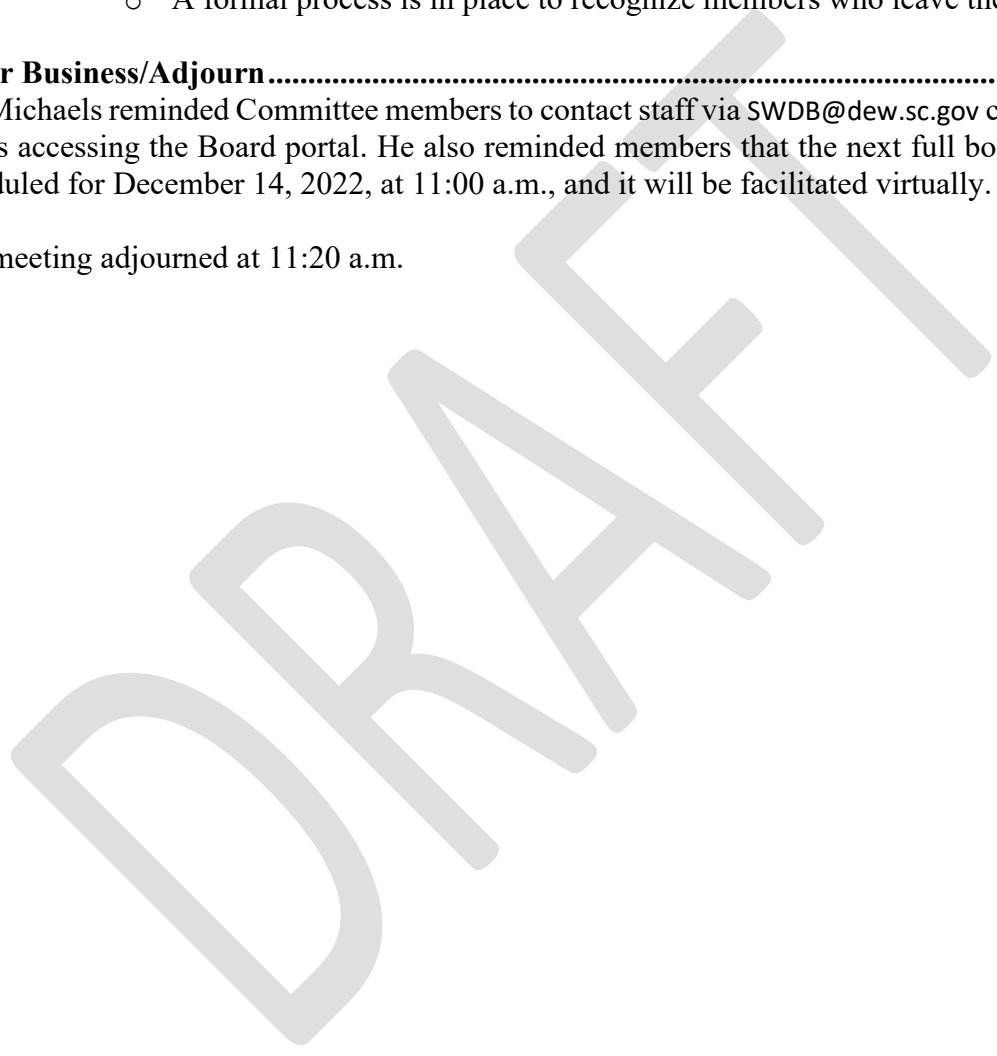 o A formal process is in place to recognize members who leave the
r Business/Adjourn
Michaels reminded Committee members to contact staff via SWDB@dew.sc.gov
s accessing the Board portal. He also reminded members that the next full bo
duled for December 14, 2022, at 11:00 a.m., and it will be facilitated virtually.
meeting adjourned at 11:20 a.m.
DRAFT